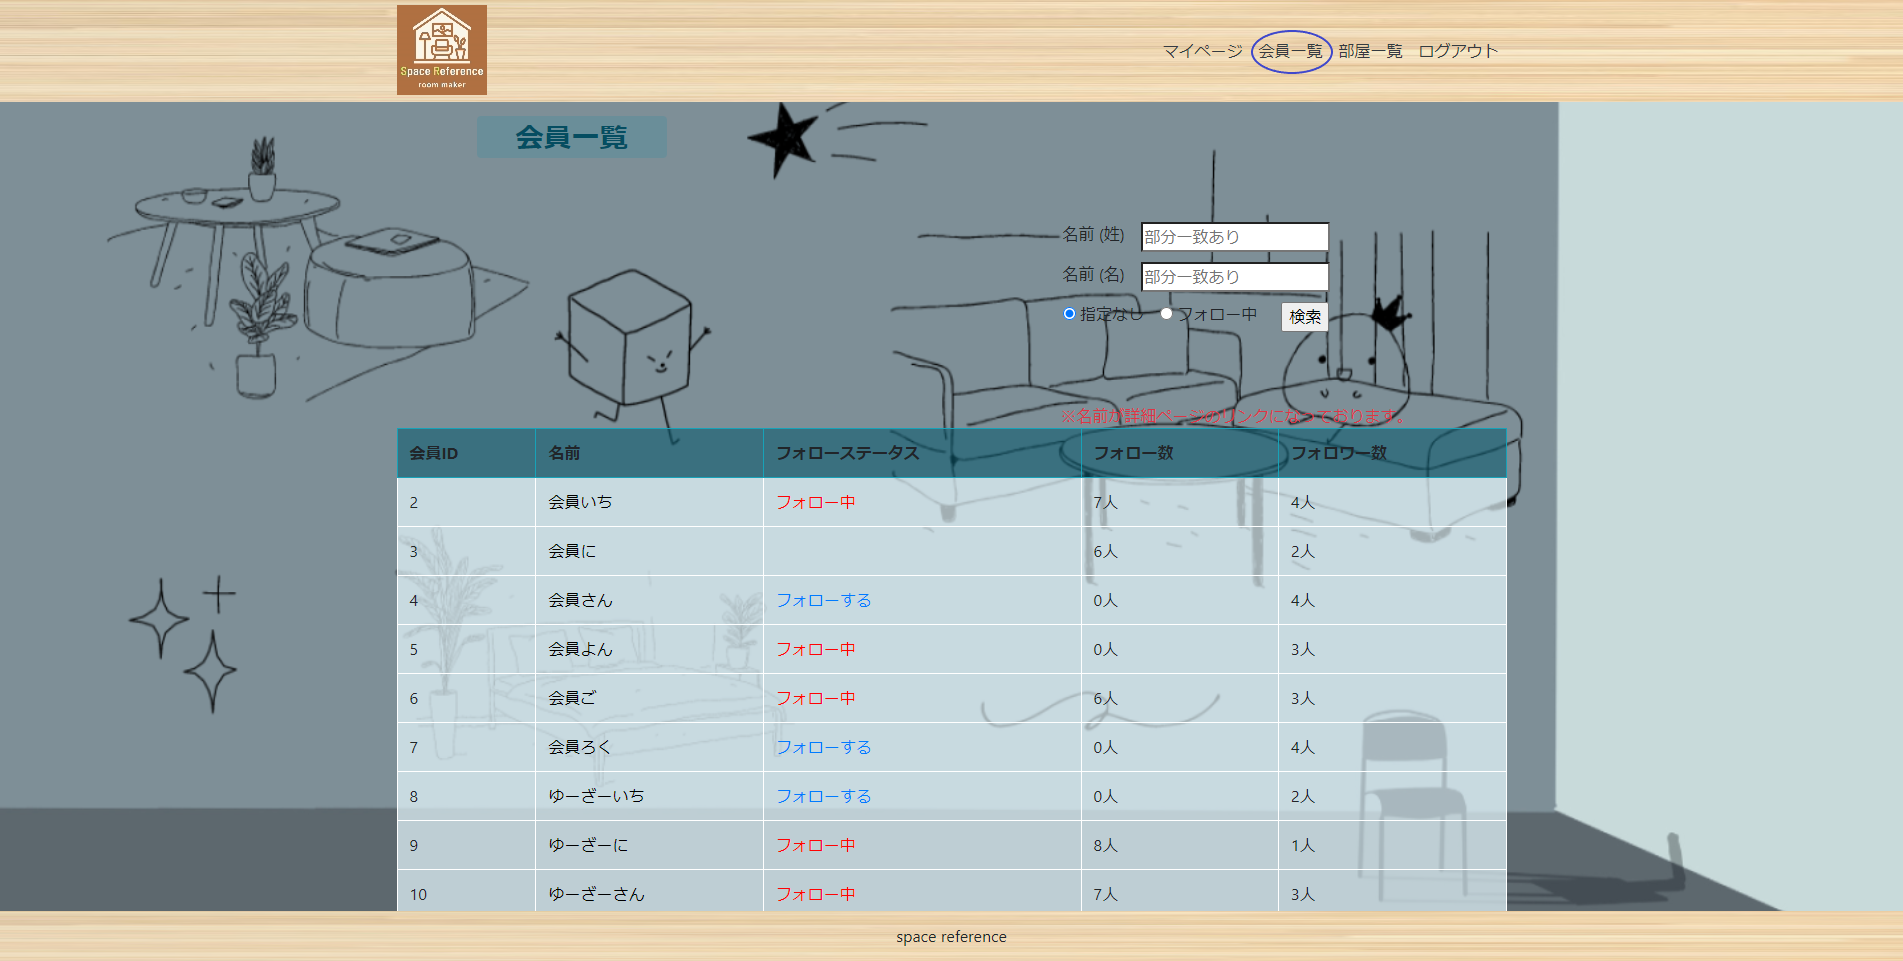 Space Reference
room maker
マイページ 会員一覧 部屋一覧 ログアウト
会員一覧
名前 (姓) 部分一致あり
名前 (名) 部分一致あり
指定なし フォロー中 検索
※名前が詳細ページのリンクになっております。
会員ID 名前 フォローステータス フォロー数 フォロワー数
2 会員いち フォロー中 7人 4人
3 会員に 6人 2人
4 会員さん フォローする 0人 4人
5 会員よん フォロー中 0人 3人
6 会員ご フォロー中 6人 3人
7 会員ろく フォローする 0人 4人
8 ゆーざーいち フォローする 0人 2人
9 ゆーざーに フォロー中 8人 1人
10 ゆーざーさん フォロー中 7人 3人
space reference